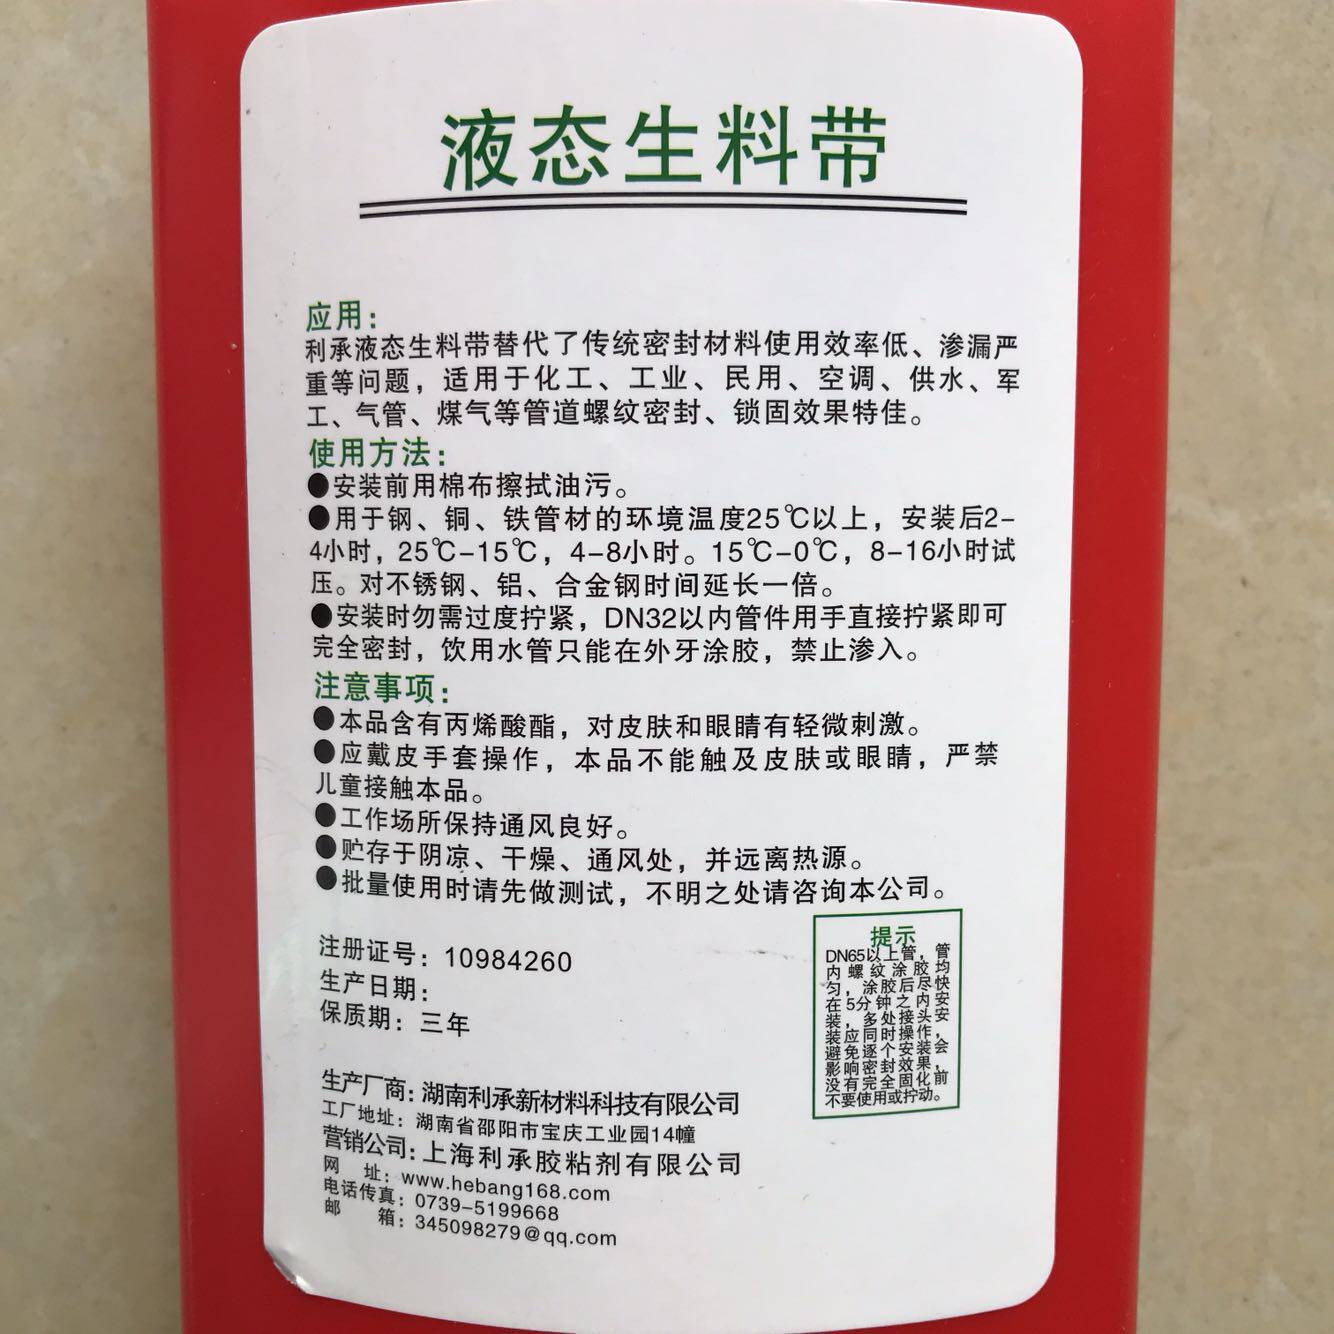 液态生料带
应用：
利承液态生料带替代了传统密封材料使用效率低、渗漏严
重等问题，适用于化工、工业、民用、空调、供水、军
工、气管、煤气等管道螺纹密封、锁固效果特佳。
使用方法：
●安装前用棉布擦拭油污。
●用于钢、铜、铁管材的环境温度25℃以上，安装后2-
4小时，25℃-15℃，4-8小时。15℃-0℃，8-16小时试
压。对不锈钢、铝、合金钢时间延长一倍。
●安装时勿需过度拧紧，DN32以内管件用手直接拧紧即可
完全密封，饮用水管只能在外牙涂胶，禁止渗入。
注意事项：
●本品含有丙烯酸酯，对皮肤和眼睛有轻微刺激。
●应戴皮手套操作，本品不能触及皮肤或眼睛，严禁
儿童接触本品。
●工作场所保持通风良好。
●贮存于阴凉、干燥、通风处，并远离热源。
●批量使用时请先做测试，不明之处请咨询本公司。
注册证号：10984260
生产日期：
保质期：三年
提示
DN65以上管，管
内螺纹涂胶均
匀，涂胶后尽快
在5分钟之内安
装，多处接头安
装应同时操作，
避免逐个安装会
影响密封效果，
没有完全固化前
不要使用或拧动。
生产厂商：湖南利承新材料科技有限公司
工厂地址：湖南省邵阳市宝庆工业园14幢
营销公司：上海利承胶粘剂有限公司
网 址：www.hebang168.com
电话传真：0739-5199668
邮 箱：345098279@qq.com